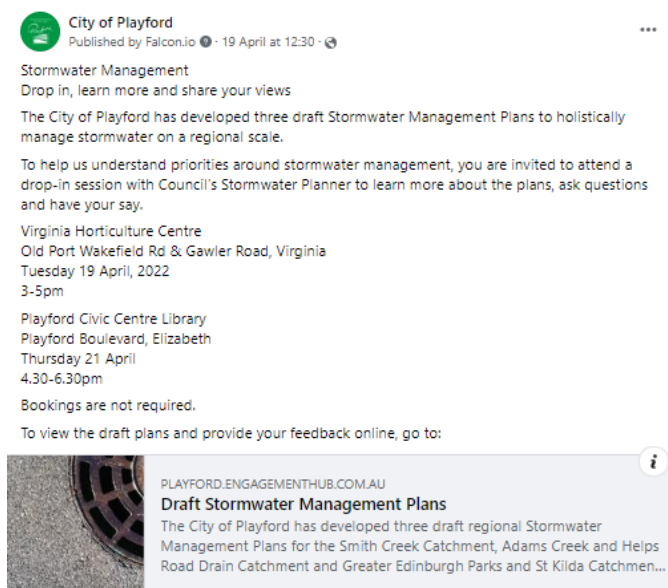 City of Playford
Published by Falcon.io · 19 April at 12:30 ·
Stormwater Management
Drop in, learn more and share your views
The City of Playford has developed three draft Stormwater Management Plans to holistically
manage stormwater on a regional scale.
To help us understand priorities around stormwater management, you are invited to attend a
drop-in session with Council's Stormwater Planner to learn more about the plans, ask questions
and have your say.
Virginia Horticulture Centre
Old Port Wakefield Rd & Gawler Road, Virginia
Tuesday 19 April, 2022
3-5pm
Playford Civic Centre Library
Playford Boulevard, Elizabeth
Thursday 21 April
4.30-6.30pm
Bookings are not required.
To view the draft plans and provide your feedback online, go to:
PLAYFORD.ENGAGEMENTHUB.COM.AU
Draft Stormwater Management Plans
The City of Playford has developed three draft regional Stormwater
Management Plans for the Smith Creek Catchment, Adams Creek and Helps
Road Drain Catchment and Greater Edinburgh Parks and St Kilda Catchmen...